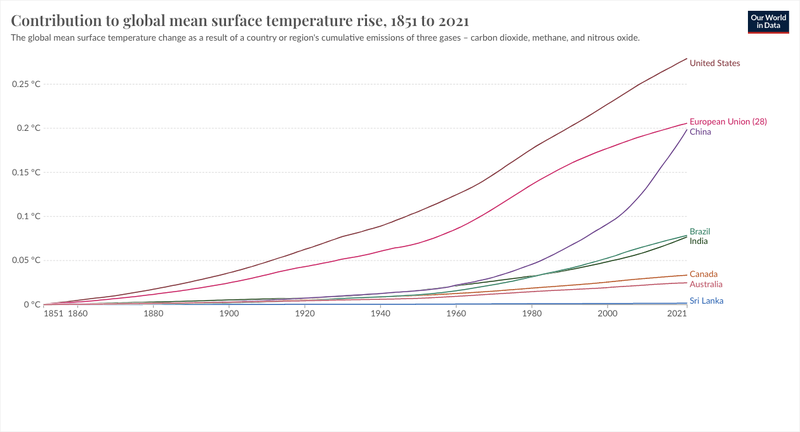 Contribution to global mean surface temperature rise, 1851 to 2021
The global mean surface temperature change as a result of a country or region's cumulative emissions of three gases – carbon dioxide, methane, and nitrous oxide.
Our World
in Data
United States
0.25 °C
European Union (28)
0.2 °C
China
0.15 °C
0.1 °C
Brazil
India
0.05 °C
Canada
Australia
Sri Lanka
0 °C
1851 1860 1880 1900 1920 1940 1960 1980 2000 2021